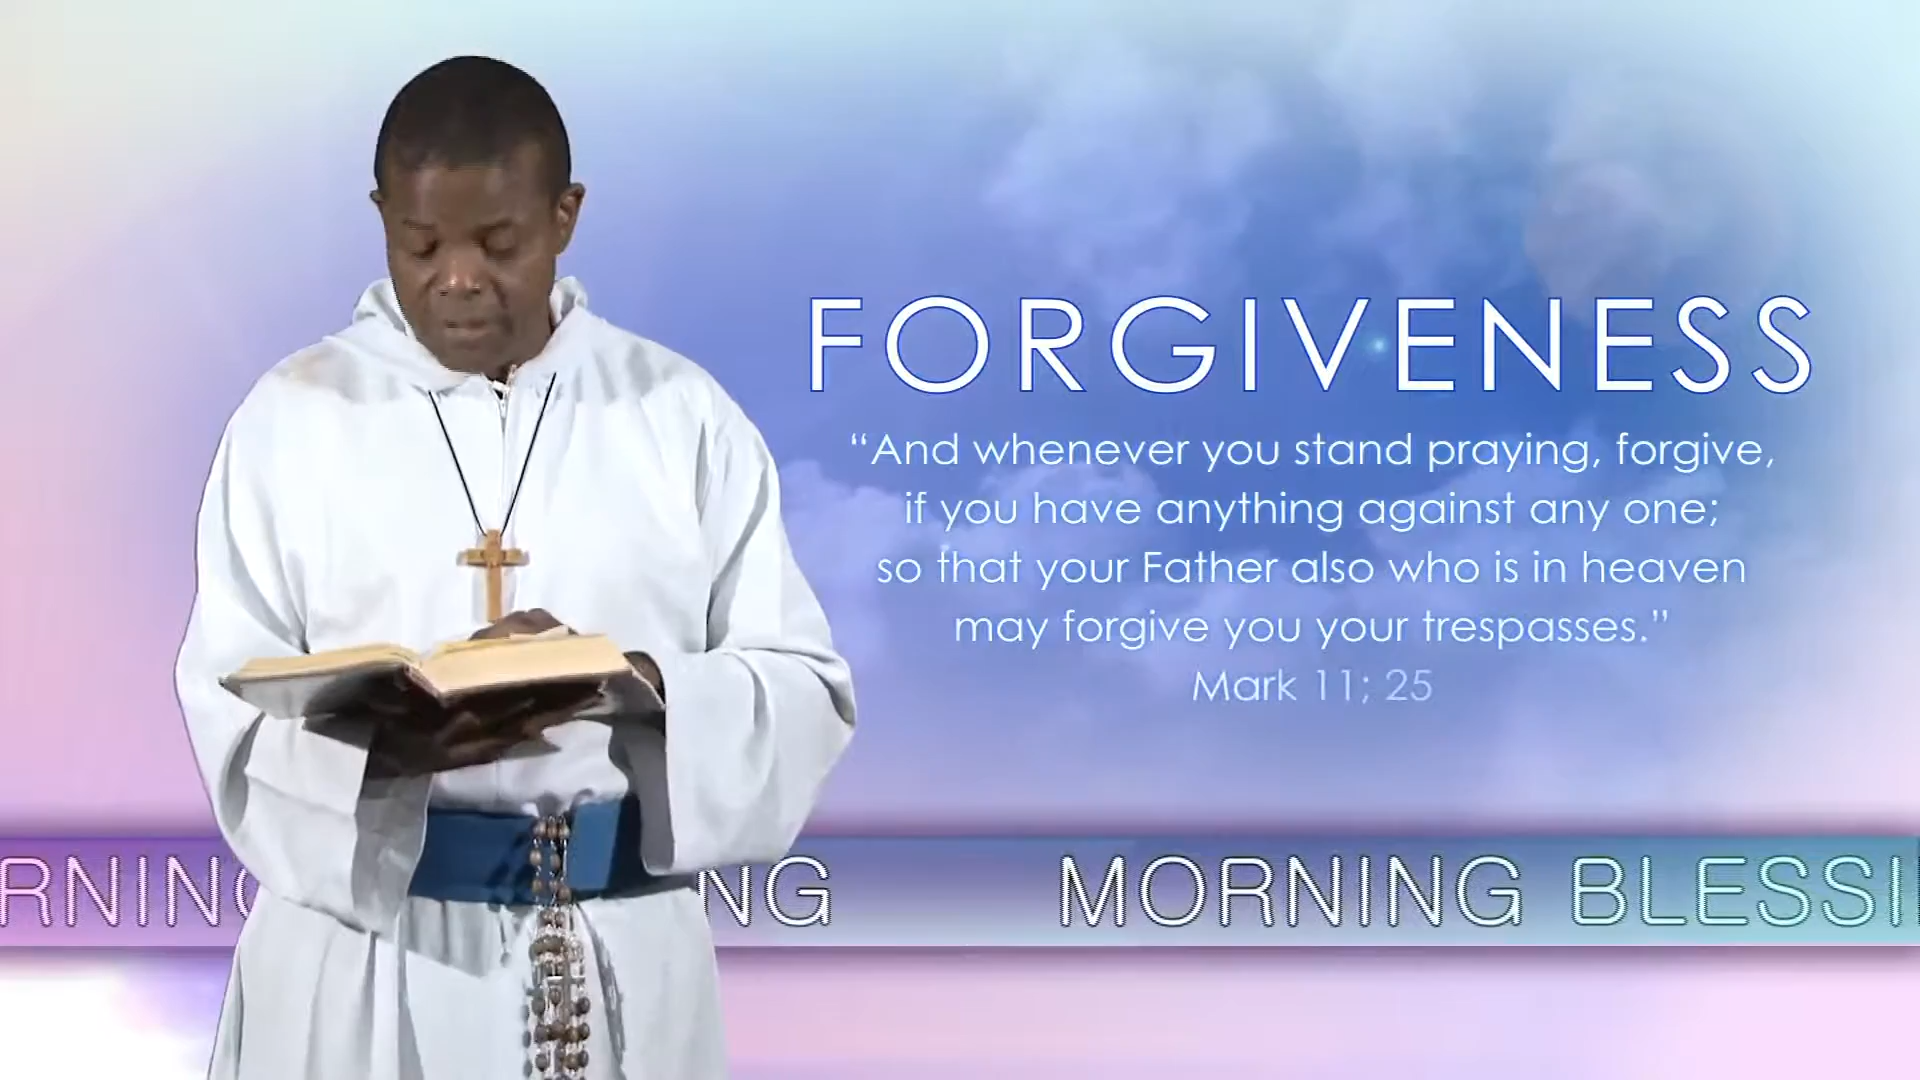 FORGIVENESS
“And whenever you stand praying, forgive,
if you have anything against any one;
so that your Father also who is in heaven
may forgive you your trespasses.”
Mark 11; 25
RNING NG MORNING BLESSI